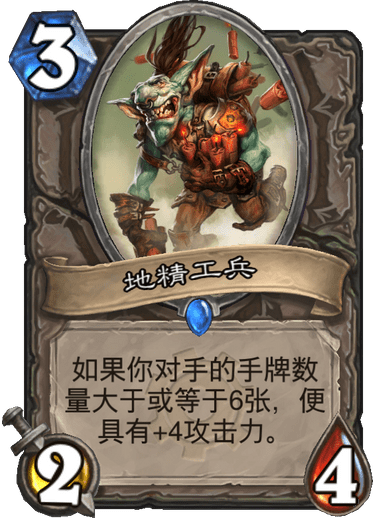 3
地精工兵
如果你对手的手牌数
量大于或等于6张，便
具有+4攻击力。
2
4